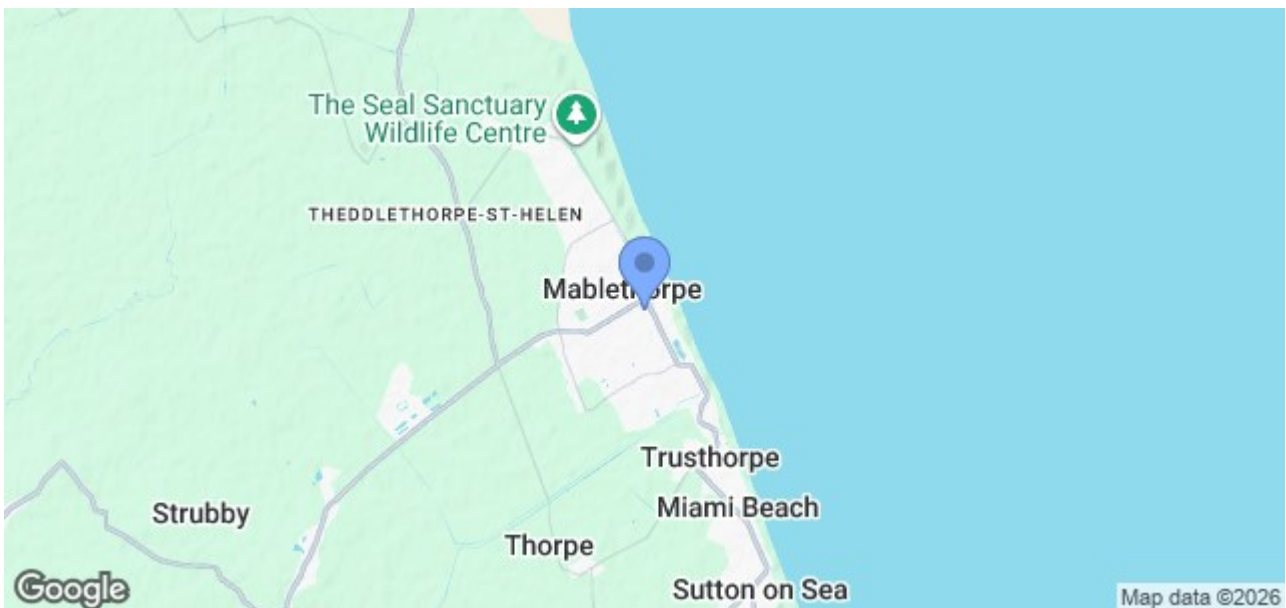 The Seal Sanctuary
Wildlife Centre
THEDDLETHORPE-ST-HELEN
Mablethorpe
Trusthorpe
Miami Beach
Strubby
Thorpe
Sutton on Sea
Google
Map data ©2026